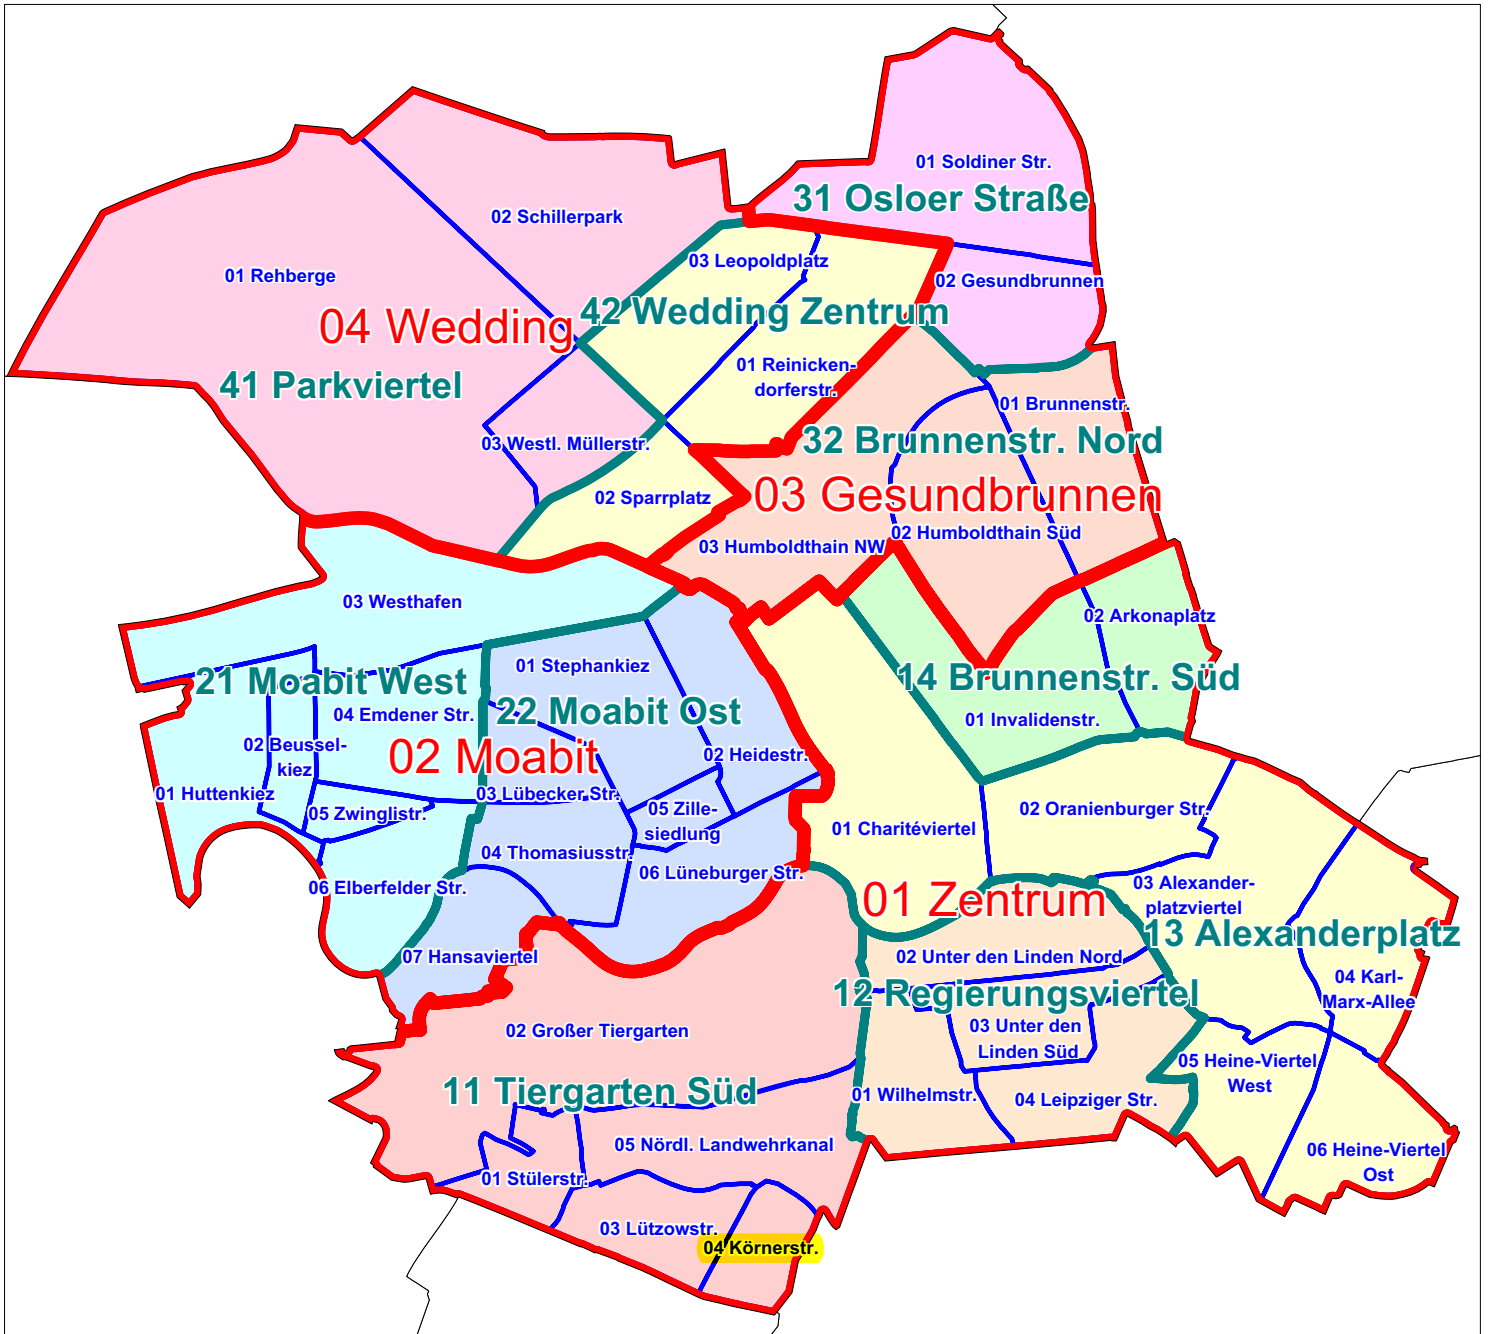 01 Soldiner Str.
31 Osloer Straße
02 Schillerpark
03 Leopoldplatz
01 Rehberge
02 Gesundbrunnen
42 Wedding Zentrum
04 Wedding
01 Reinicken-
dorferstr.
41 Parkviertel
01 Brunnenstr.
32 Brunnenstr. Nord
03 Westl. Müllerstr.
02 Sparrplatz
03 Gesundbrunnen
02 Humboldthain Süd
03 Humboldthain NW
03 Westhafen
02 Arkonaplatz
01 Stephankiez
21 Moabit West
14 Brunnenstr. Süd
22 Moabit Ost
04 Emdener Str.
01 Invalidenstr.
02 Beussel-
kiez
02 Moabit
02 Heidestr.
01 Huttenkiez
03 Lübecker Str.
05 Zwinglistr.
05 Zille-
siedlung
02 Oranienburger Str.
01 Charitéviertel
04 Thomasiusstr.
06 Lüneburger Str.
06 Elberfelder Str.
03 Alexander-
platzviertel
01 Zentrum
13 Alexanderplatz
07 Hansaviertel
02 Unter den Linden Nord
04 Karl-
Marx-Allee
12 Regierungsviertel
02 Großer Tiergarten
03 Unter den
Linden Süd
05 Heine-Viertel
West
11 Tiergarten Süd
01 Wilhelmstr.
04 Leipziger Str.
05 Nördl. Landwehrkanal
06 Heine-Viertel
Ost
01 Stülerstr.
03 Lützowstr.
04 Körnerstr.